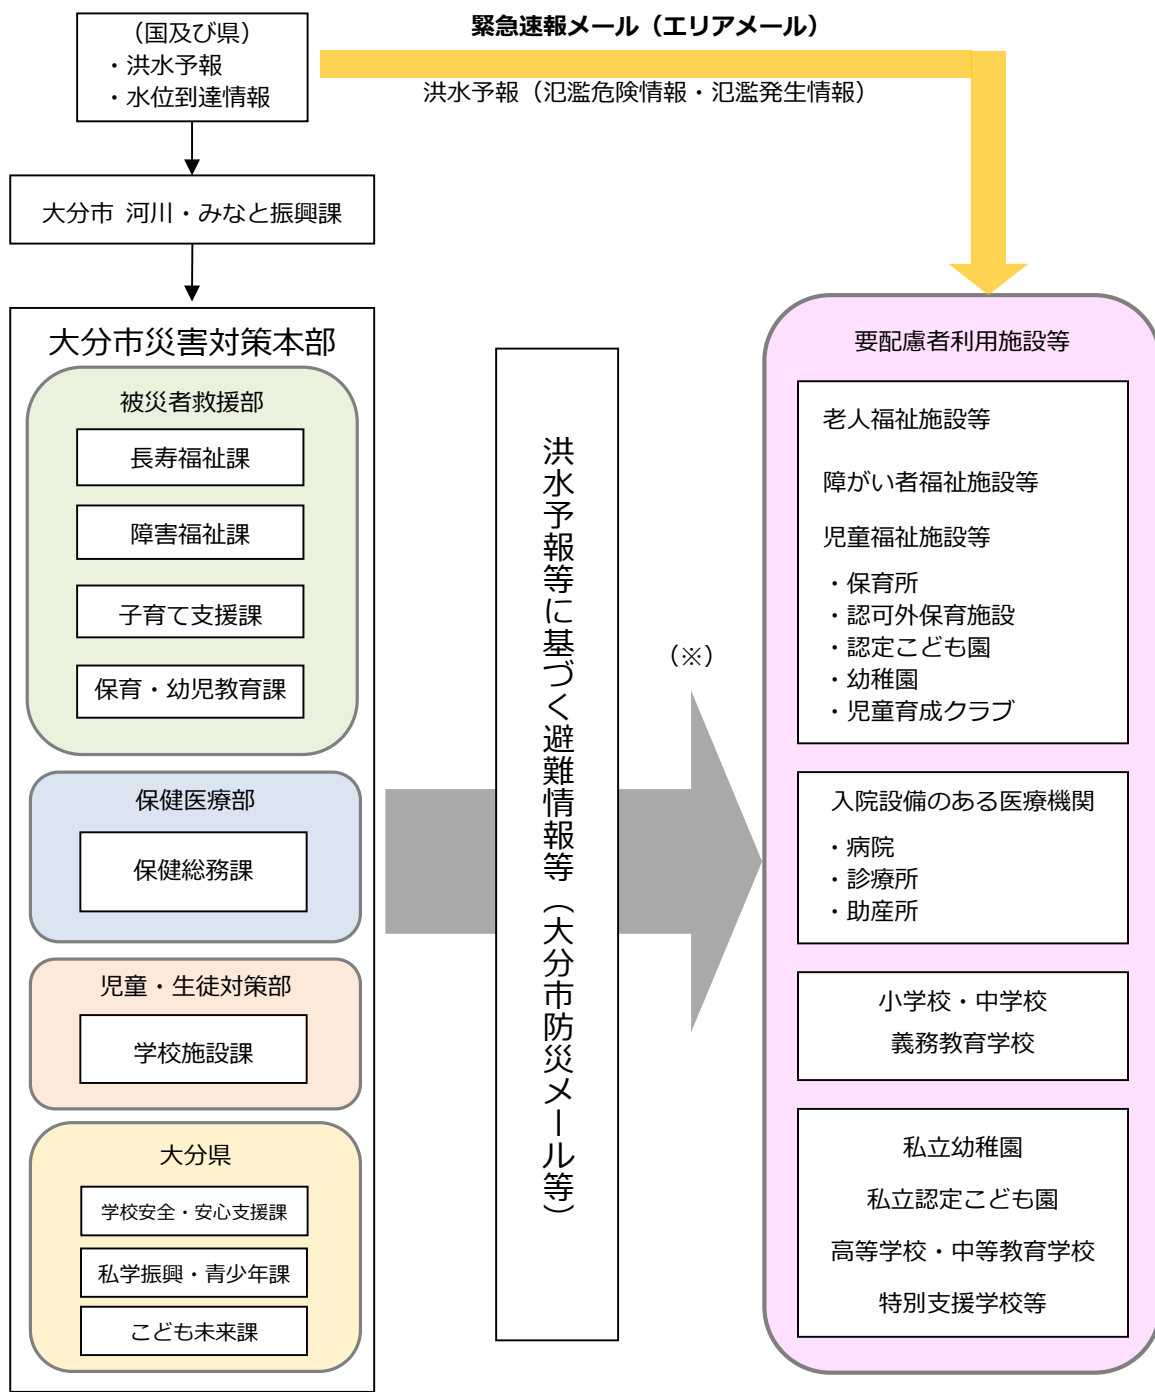 （国及び県）
・洪水予報
・水位到達情報
緊急速報メール（エリアメール）
洪水予報（氾濫危険情報・氾濫発生情報）
大分市 河川・みなと振興課
大分市災害対策本部
被災者救援部
長寿福祉課
障害福祉課
子育て支援課
保育・幼児教育課
保健医療部
保健総務課
児童・生徒対策部
学校施設課
大分県
学校安全・安心支援課
私学振興・青少年課
こども未来課
洪水予報等に基づく避難情報等（大分市防災メール等）
（※）
要配慮者利用施設等
老人福祉施設等
障がい者福祉施設等
児童福祉施設等
・保育所
・認可外保育施設
・認定こども園
・幼稚園
・児童育成クラブ
入院設備のある医療機関
・病院
・診療所
・助産所
小学校・中学校
義務教育学校
私立幼稚園
私立認定こども園
高等学校・中等教育学校
特別支援学校等